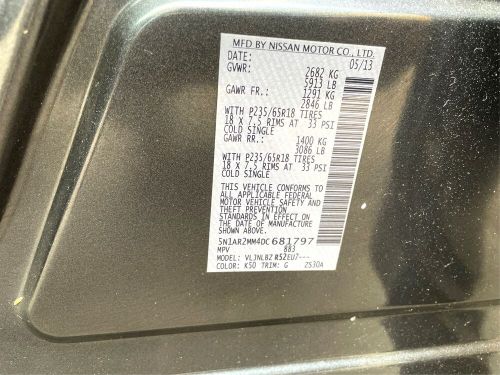 MFD BY NISSAN MOTOR CO., LTD.
DATE: 05/13
GVWR: 2682 KG
5913 LB
GAWR FR.: 1291 KG
2846 LB
WITH P235/65R18 TIRES
18 X 7.5 RIMS AT 33 PSI
COLD SINGLE
GAWR RR.: 1400 KG
3086 LB
WITH P235/65R18 TIRES
18 X 7.5 RIMS AT 33 PSI
COLD SINGLE
THIS VEHICLE CONFORMS TO
ALL APPLICABLE FEDERAL
MOTOR VEHICLE SAFETY AND
THEFT PREVENTION
STANDARDS IN EFFECT ON
THE DATE OF MANUFACTURE
SHOWN ABOVE.
5N1AR2MM4DC681797
MPV 883
MODEL: VLJNLBZ R52EU7---
COLOR: K50 TRIM: G ZS30A